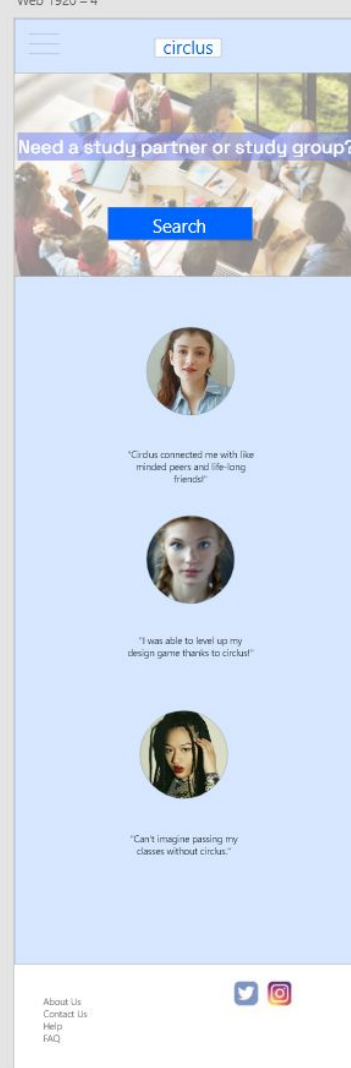 Web 1920 – 4
circlus
Need a study partner or study group?
Search
"Circlus connected me with like
minded peers and life-long
friends!"
"I was able to level up my
design game thanks to circlus!"
"Can't imagine passing my
classes without circlus."
About Us
Contact Us
Help
FAQ